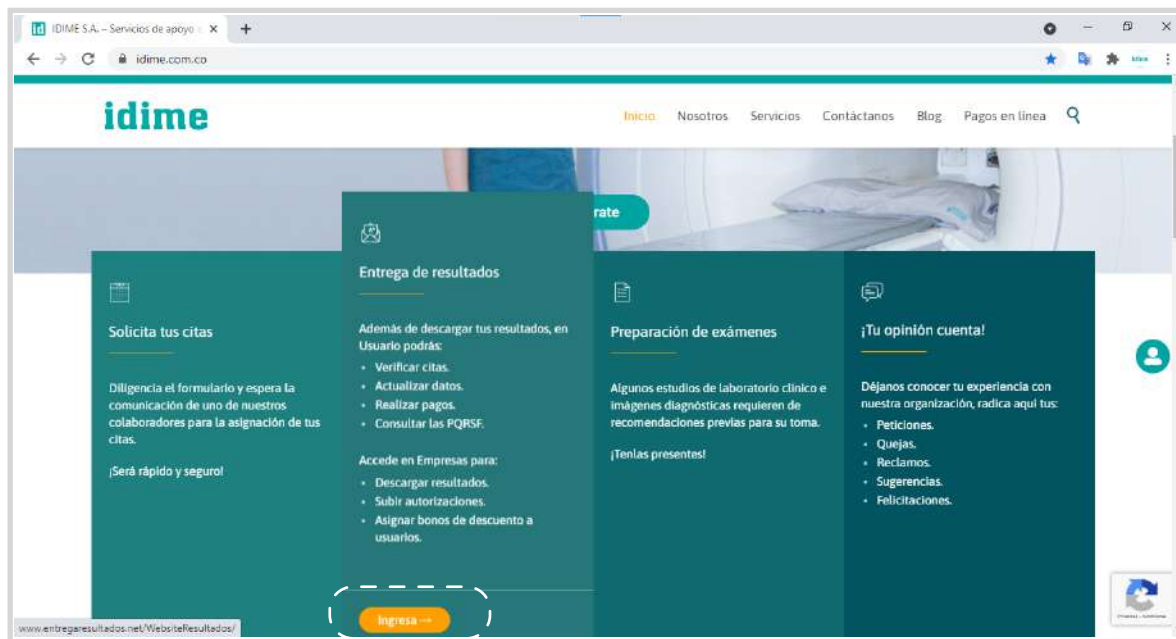 IDIME S.A. – Servicios de apoyo
idime.com.co
idime
Inicio Nosotros Servicios Contáctanos Blog Pagos en línea
rate
Solicita tus citas
Diligencia el formulario y espera la
comunicación de uno de nuestros
colaboradores para la asignación de tus
citas.
¡Será rápido y seguro!
Entrega de resultados
Además de descargar tus resultados, en
Usuario podrás:
• Verificar citas.
• Actualizar datos.
• Realizar pagos.
• Consultar las PQRSF.
Accede en Empresas para:
• Descargar resultados.
• Subir autorizaciones.
• Asignar bonos de descuento a
usuarios.
Ingresa →
Preparación de exámenes
Algunos estudios de laboratorio clínico e
imágenes diagnósticas requieren de
recomendaciones previas para su toma.
¡Tenlas presentes!
¡Tu opinión cuenta!
Déjanos conocer tu experiencia con
nuestra organización, radica aquí tus:
• Peticiones.
• Quejas.
• Reclamos.
• Sugerencias.
• Felicitaciones.
www.entregaresultados.net/WebsiteResultados/